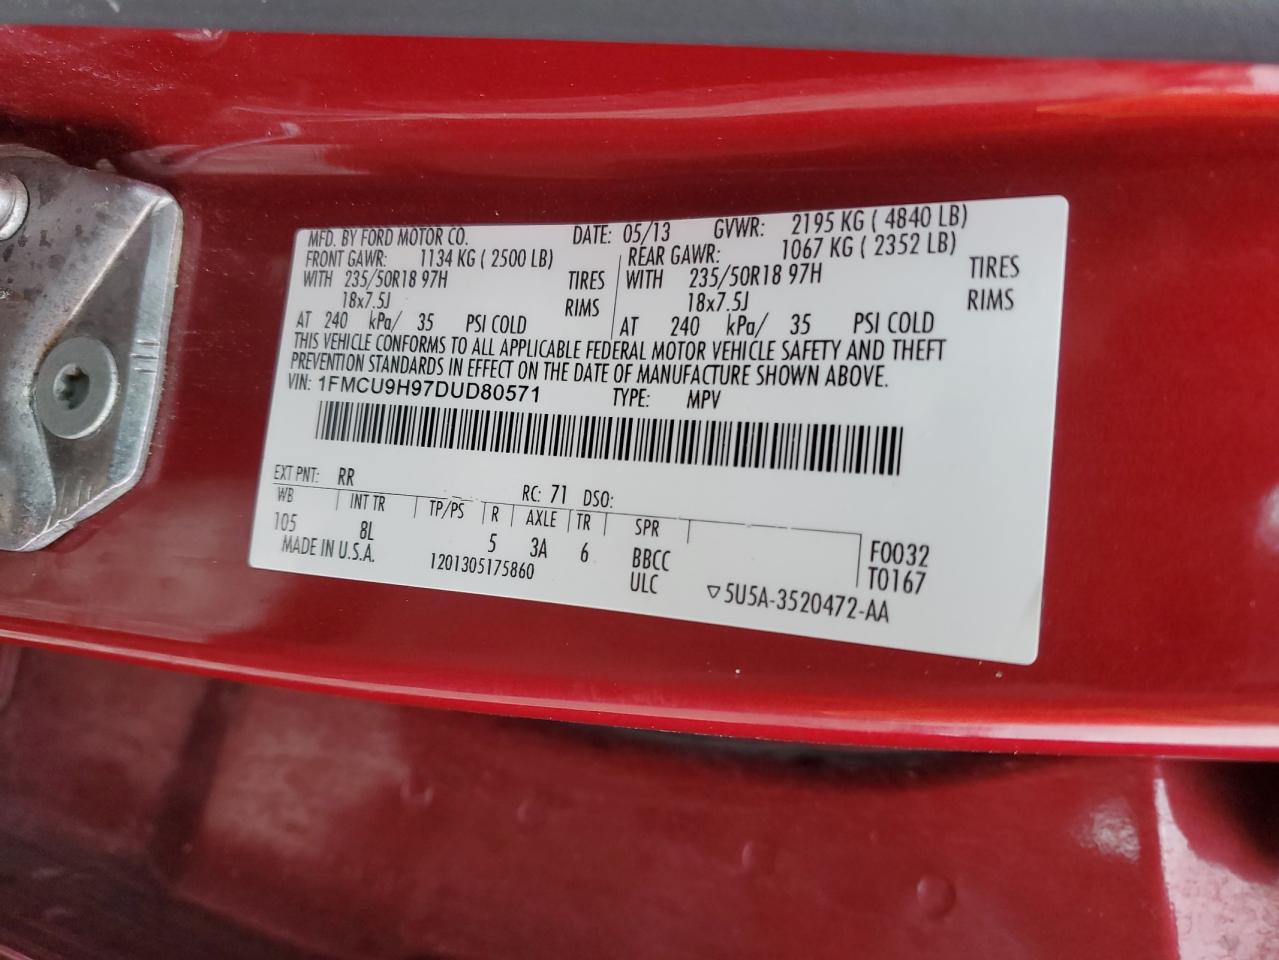 MFD. BY FORD MOTOR CO. DATE: 05/13 GVWR: 2195 KG ( 4840 LB)
FRONT GAWR: 1134 KG ( 2500 LB) REAR GAWR: 1067 KG ( 2352 LB)
WITH 235/50R18 97H TIRES WITH 235/50R18 97H TIRES
18x7.5J RIMS 18x7.5J RIMS
AT 240 kPa/ 35 PSI COLD AT 240 kPa/ 35 PSI COLD
THIS VEHICLE CONFORMS TO ALL APPLICABLE FEDERAL MOTOR VEHICLE SAFETY AND THEFT
PREVENTION STANDARDS IN EFFECT ON THE DATE OF MANUFACTURE SHOWN ABOVE.
VIN: 1FMCU9H97DUD80571 TYPE: MPV
EXT PNT: RR RC: 71 DSO:
WB INT TR TP/PS R AXLE TR SPR
105 8L 5 3A 6 BBCC F0032
MADE IN U.S.A. 1201305175860 ULC T0167
▽5U5A-3520472-AA